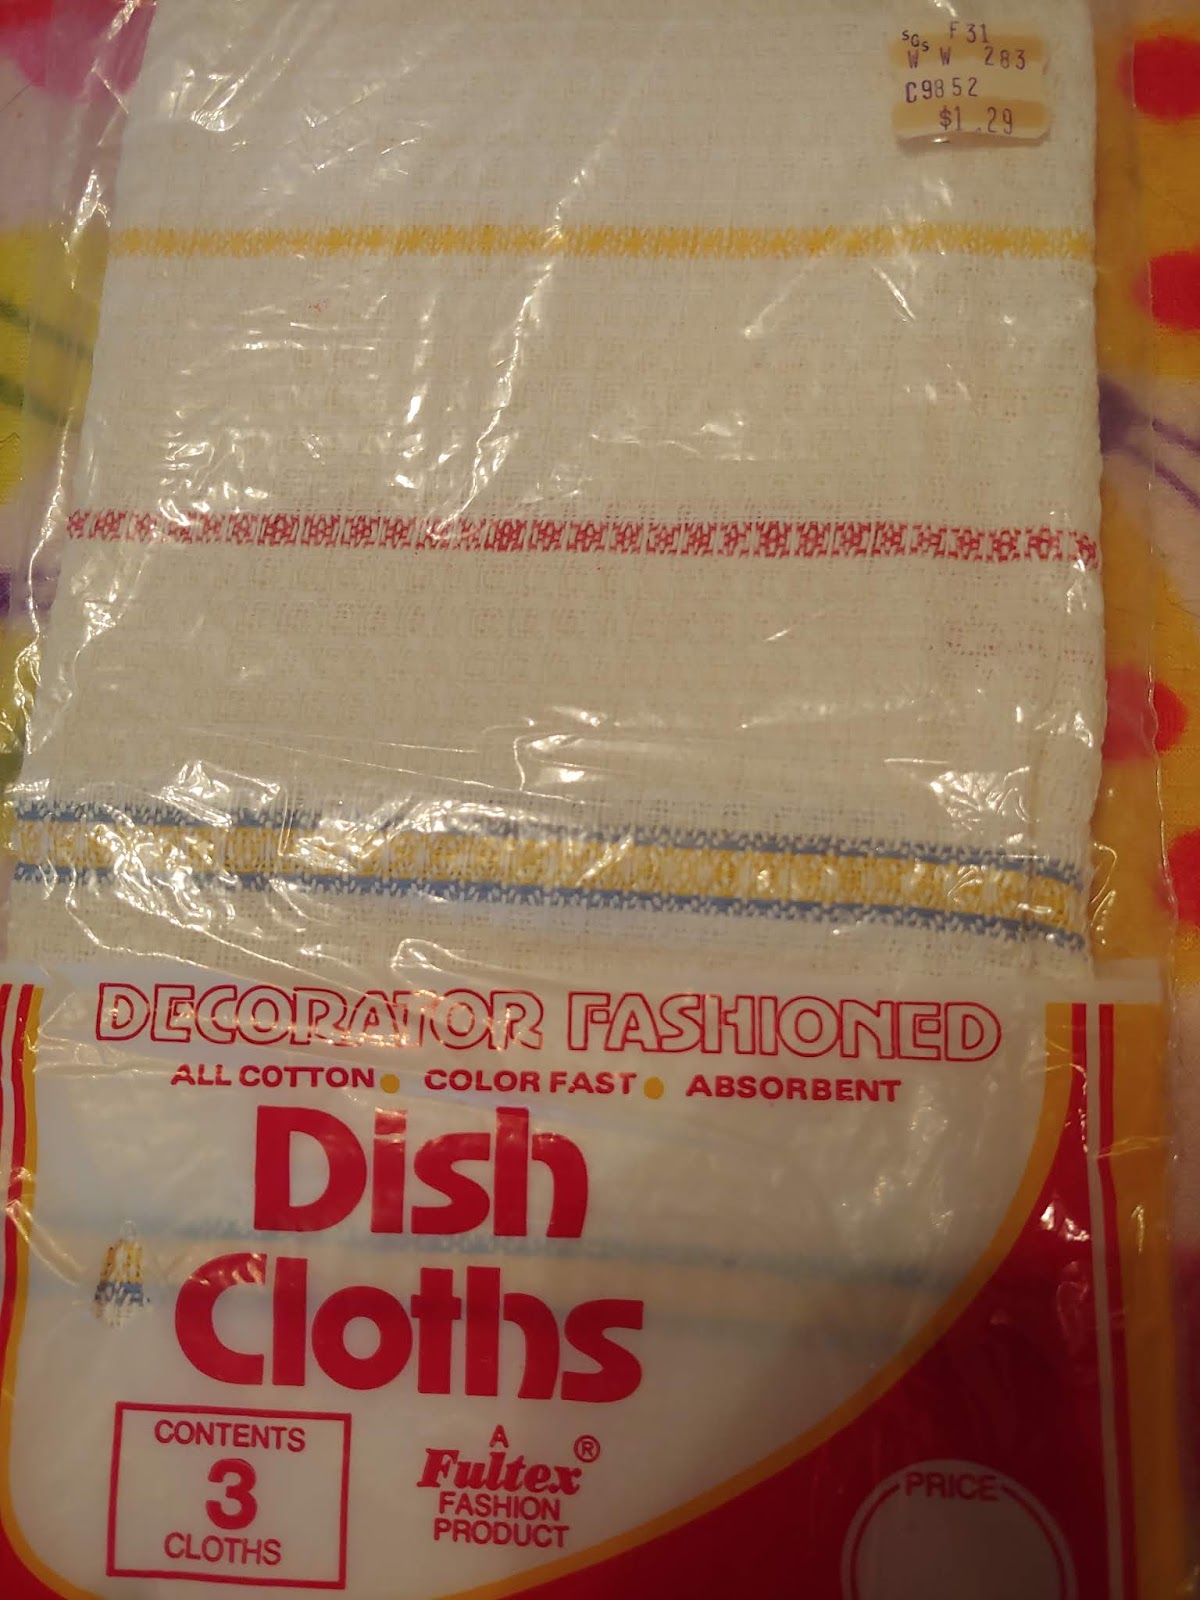 SGS F31
W W 283
C9852
$1.29
DECORATOR FASHIONED
ALL COTTON • COLOR FAST • ABSORBENT
Dish
Cloths
CONTENTS
3
CLOTHS
A
Fultex®
FASHION
PRODUCT
PRICE